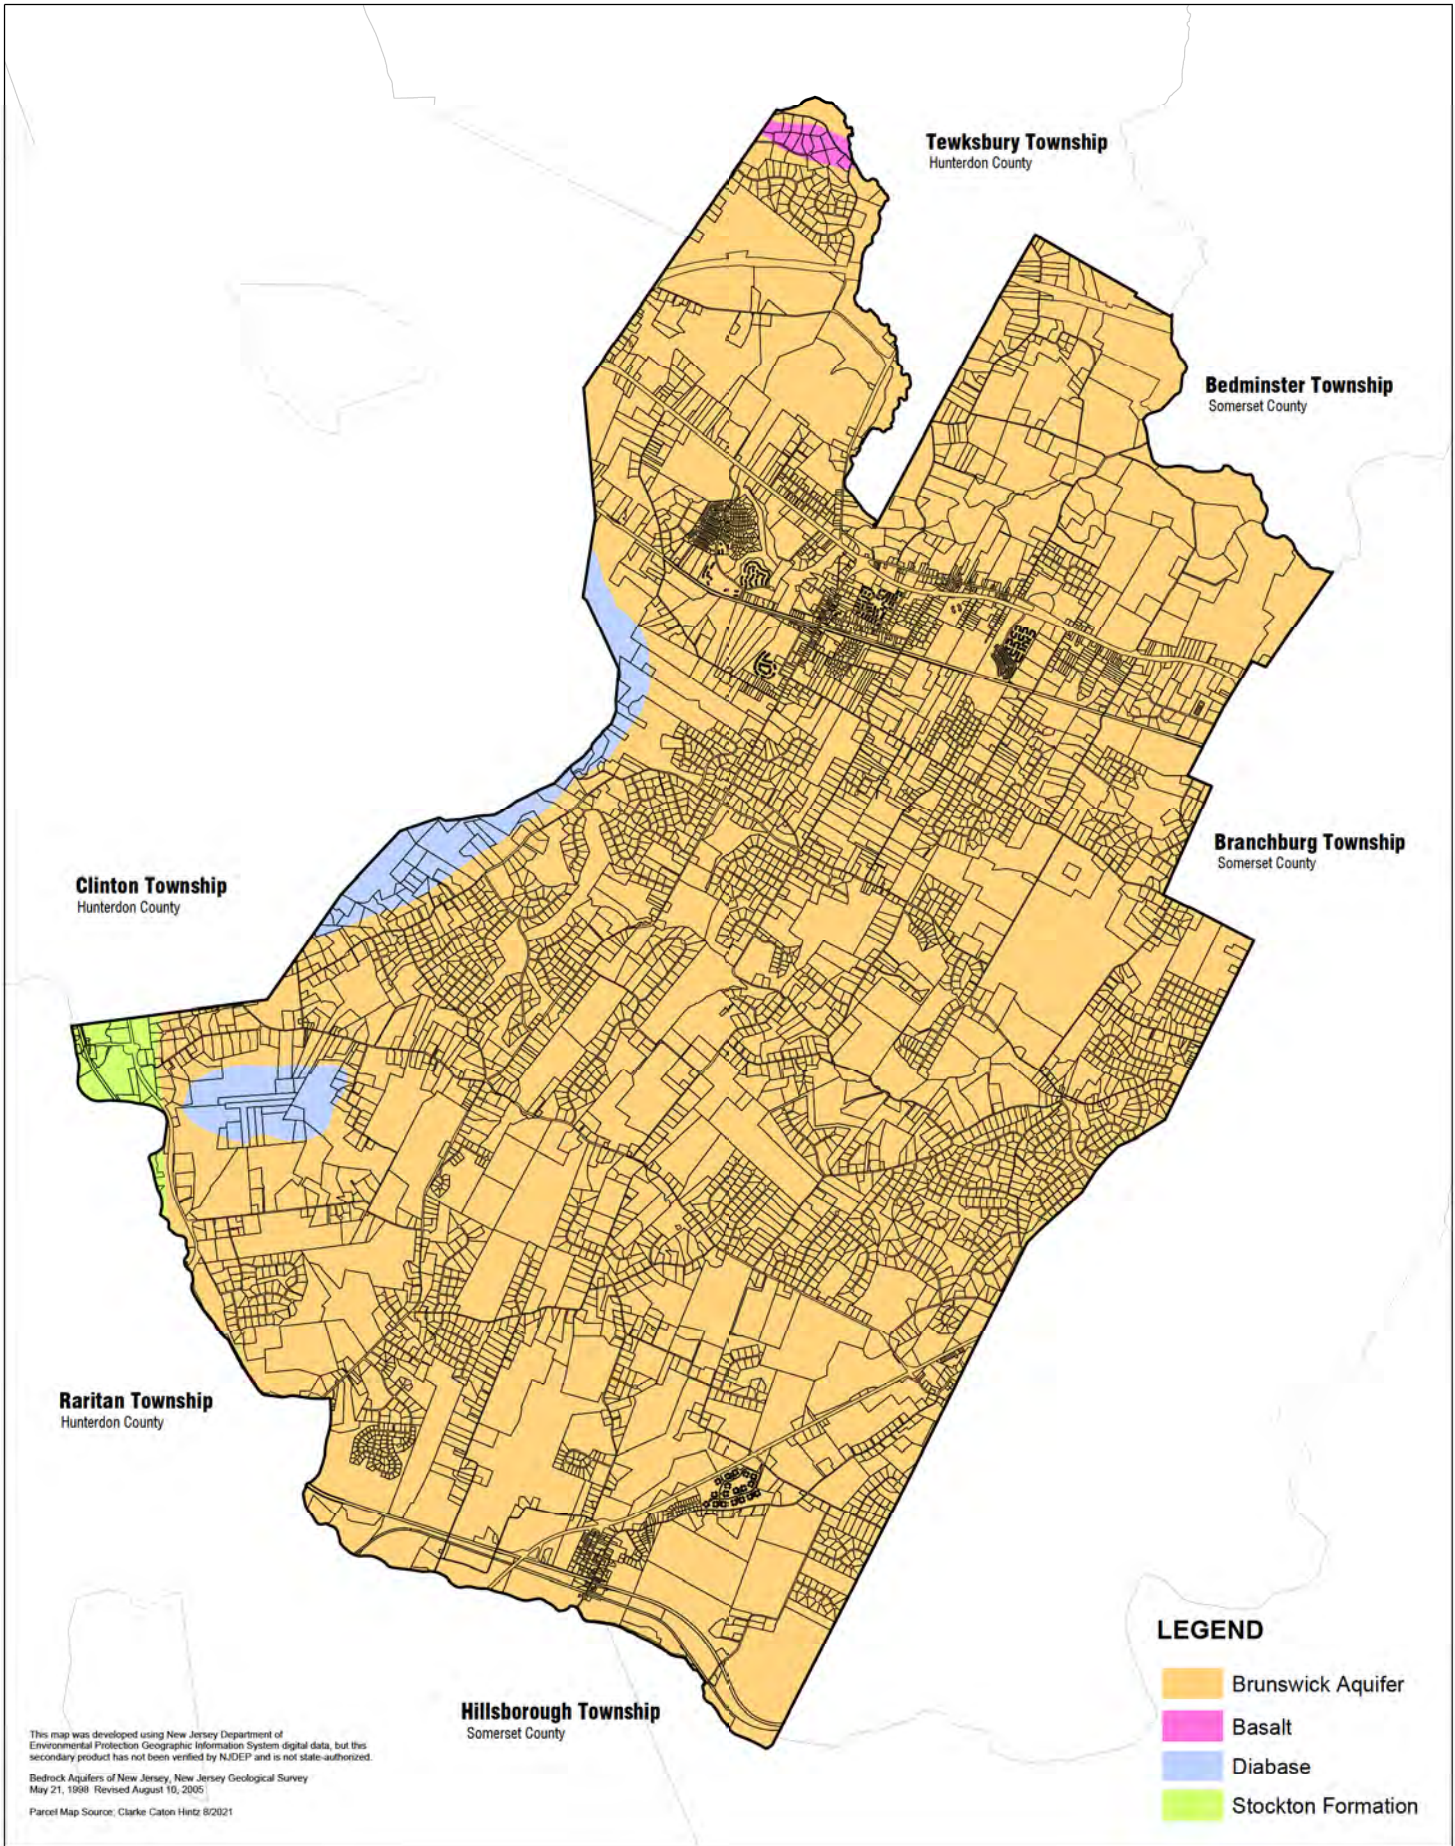 Tewksbury Township
Hunterdon County
Bedminster Township
Somerset County
Branchburg Township
Somerset County
Clinton Township
Hunterdon County
Raritan Township
Hunterdon County
Hillsborough Township
Somerset County
LEGEND
Brunswick Aquifer
Basalt
Diabase
Stockton Formation
This map was developed using New Jersey Department of
Environmental Protection Geographic Information System digital data, but this
secondary product has not been verified by NJDEP and is not state-authorized.
Bedrock Aquifers of New Jersey, New Jersey Geological Survey
May 21, 1998 Revised August 10, 2005
Parcel Map Source: Clarke Caton Hintz 8/2021